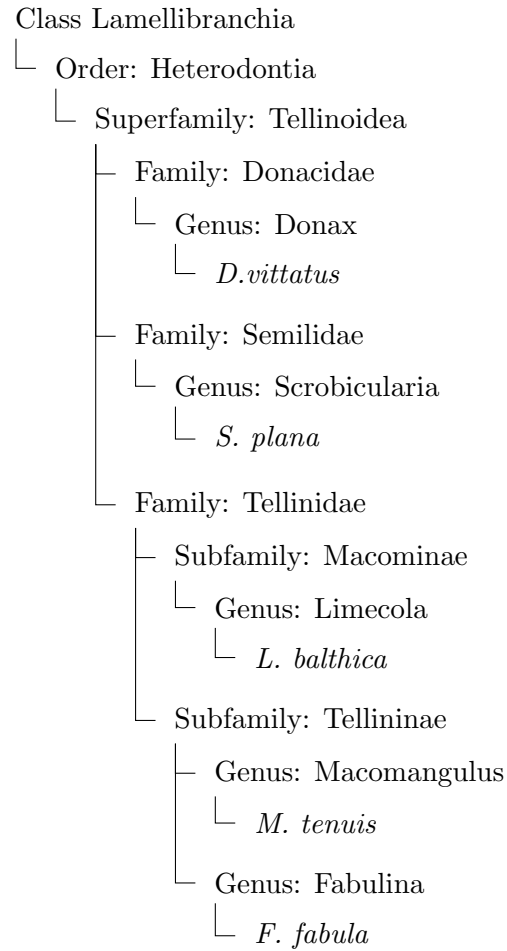 Class Lamellibranchia
Order: Heterodontia
Superfamily: Tellinoidea
Family: Donacidae
Genus: Donax
D.vittatus
Family: Semilidae
Genus: Scrobicularia
S. plana
Family: Tellinidae
Subfamily: Macominae
Genus: Limecola
L. balthica
Subfamily: Tellininae
Genus: Macomangulus
M. tenuis
Genus: Fabulina
F. fabula